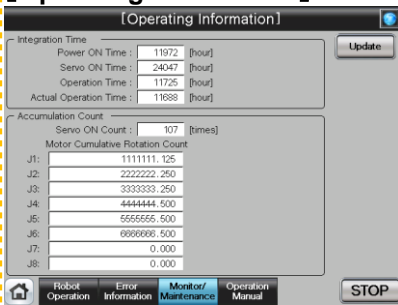 [Operating Information]
Integration Time
Update
Power ON Time : 11972 [hour]
Servo ON Time : 24047 [hour]
Operation Time : 11725 [hour]
Actual Operation Time : 11688 [hour]
Accumulation Count
Servo ON Count : 107 [times]
Motor Cumulative Rotation Count
J1: 1111111.125
J2: 2222222.250
J3: 3333333.250
J4: 4444444.500
J5: 5555555.500
J6: 6666666.500
J7: 0.000
J8: 0.000
Robot Operation
Error Information
Monitor/ Maintenance
Operation Manual
STOP